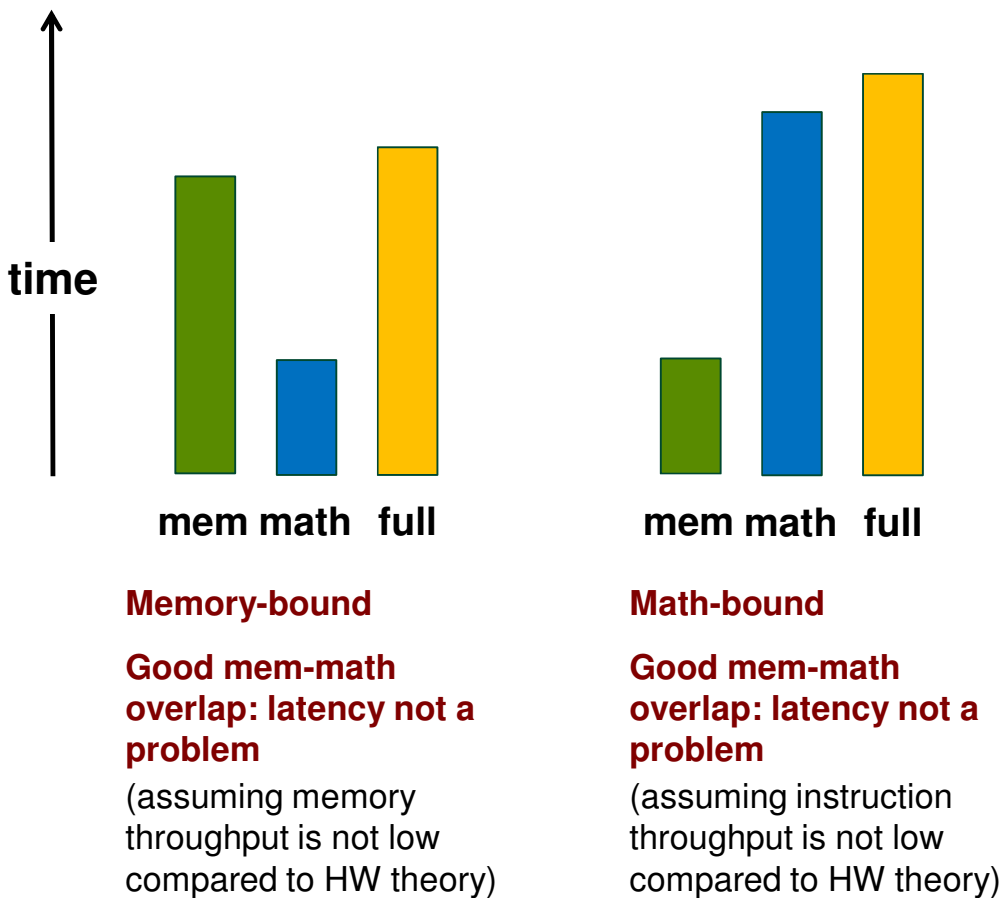 time
mem math full
mem math full
Memory-bound
Good mem-math
overlap: latency not a
problem
(assuming memory
throughput is not low
compared to HW theory)
Math-bound
Good mem-math
overlap: latency not a
problem
(assuming instruction
throughput is not low
compared to HW theory)